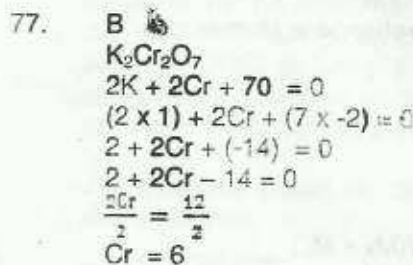 77. B
K₂Cr₂O₇
2K + 2Cr + 70 = 0
(2 x 1) + 2Cr + (7 x -2) = 0
2 + 2Cr + (-14) = 0
2 + 2Cr – 14 = 0
2Cr/2 = 12/2
Cr = 6